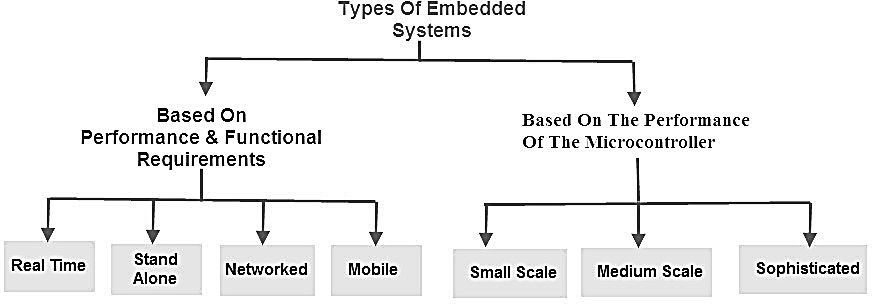 Types Of Embedded
Systems
Based On
Performance & Functional
Requirements
Based On The Performance
Of The Microcontroller
Real Time
Stand
Alone
Networked
Mobile
Small Scale
Medium Scale
Sophisticated